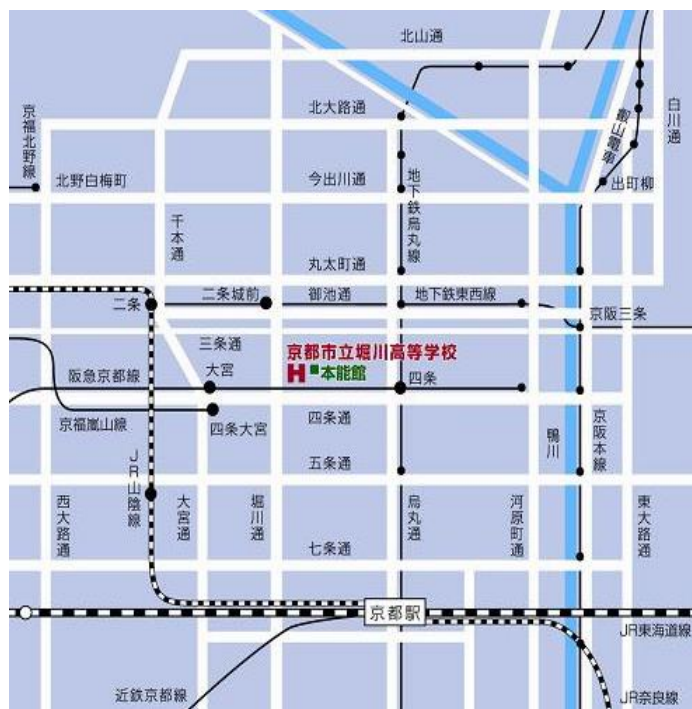 北山通
白川通
京福北野線
北大路通
叡山電車
北野白梅町
今出川通
地下鉄烏丸線
出町柳
千本通
丸太町通
二条
二条城前
御池通
地下鉄東西線
京阪三条
三条通
京都市立堀川高等学校
H
本能館
阪急京都線
大宮
四条
京福嵐山線
四条大宮
四条通
鴨川
京阪本線
JR山陰線
五条通
西大路通
大宮通
堀川通
烏丸通
河原町通
東大路通
七条通
京都駅
JR東海道線
近鉄京都線
JR奈良線